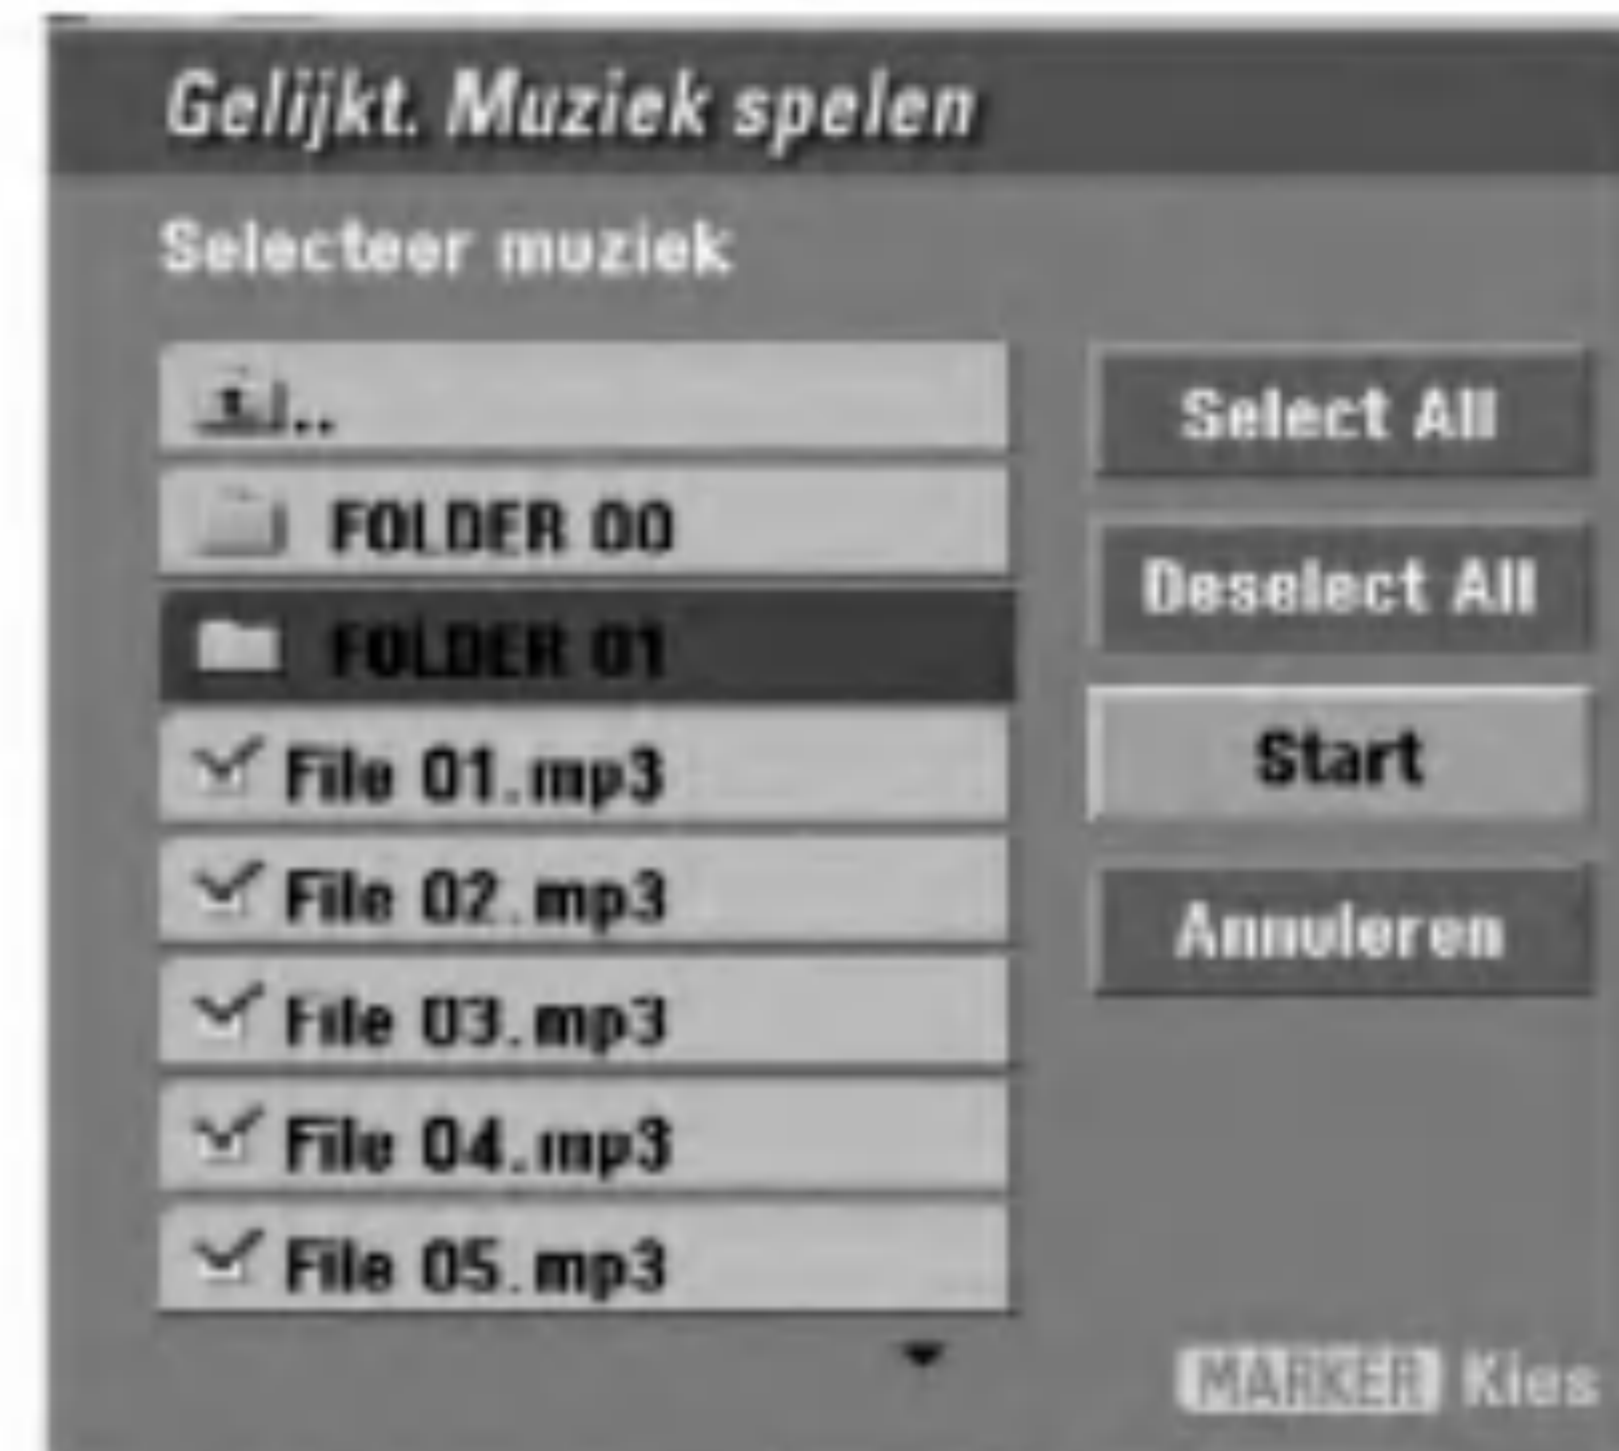 Gelijkt. Muziek spelen
Selecteer muziek
..
FOLDER 00
FOLDER 01
File 01.mp3
File 02.mp3
File 03.mp3
File 04.mp3
File 05.mp3
Select All
Deselect All
Start
Annuleren
MARKER Kies